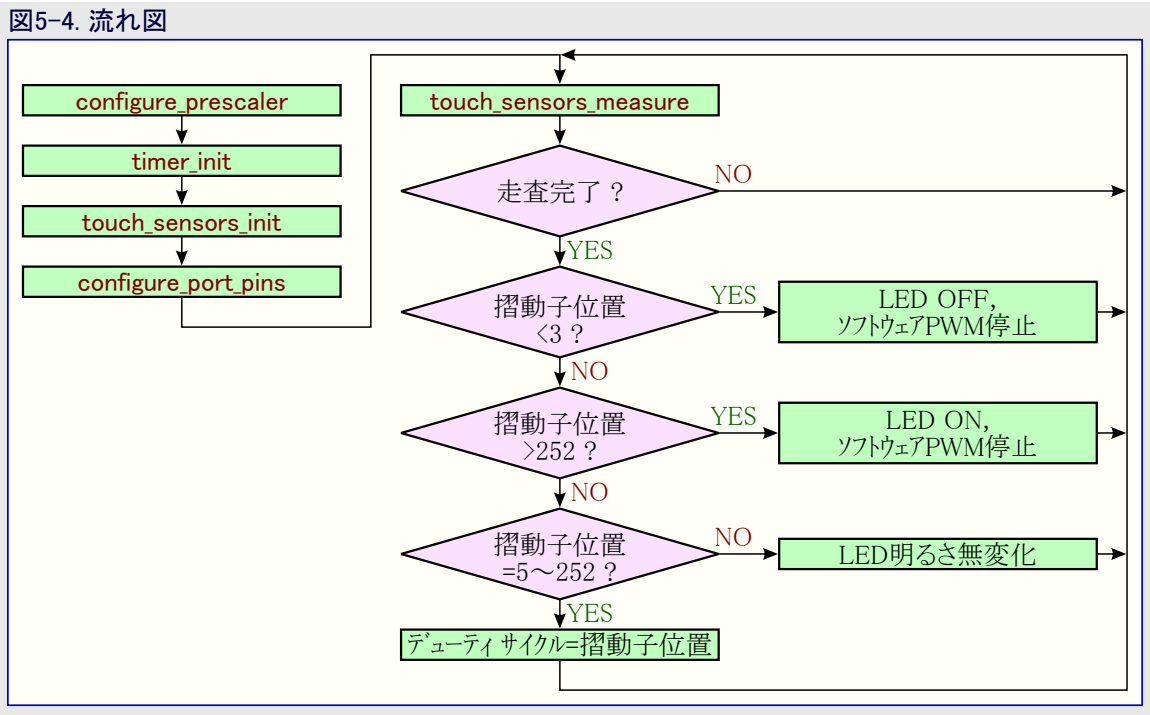 図5-4. 流れ図
configure_prescaler
timer_init
touch_sensors_init
configure_port_pins
touch_sensors_measure
走査完了 ?
NO
YES
摺動子位置
<3 ?
YES
LED OFF,
ソフトウェアPWM停止
NO
摺動子位置
>252 ?
YES
LED ON,
ソフトウェアPWM停止
NO
摺動子位置
=5～252 ?
NO
LED明るさ無変化
YES
デューティ サイクル=摺動子位置